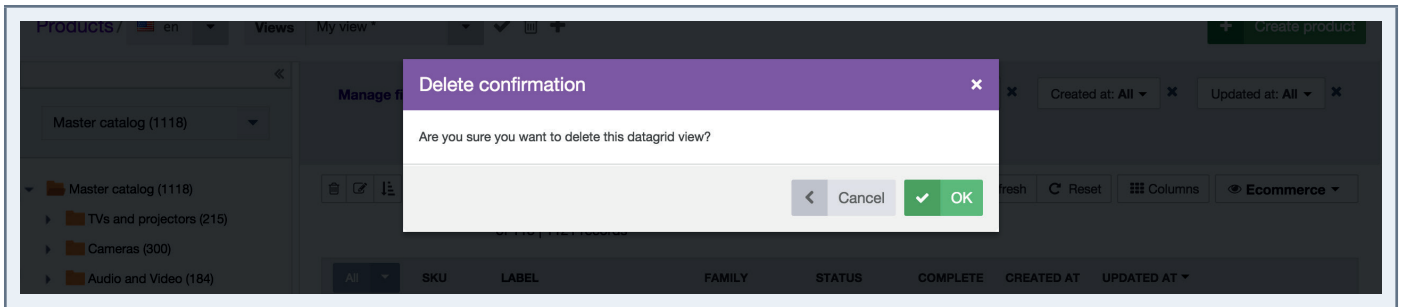 Products / en Views My view *
Create product
Delete confirmation
Manage fi
Created at: All
Updated at: All
Master catalog (1118)
Are you sure you want to delete this datagrid view?
Master catalog (1118)
Cancel OK
fresh Reset Columns Ecommerce
TVs and projectors (215)
records
Cameras (300)
Audio and Video (184)
All SKU LABEL FAMILY STATUS COMPLETE CREATED AT UPDATED AT